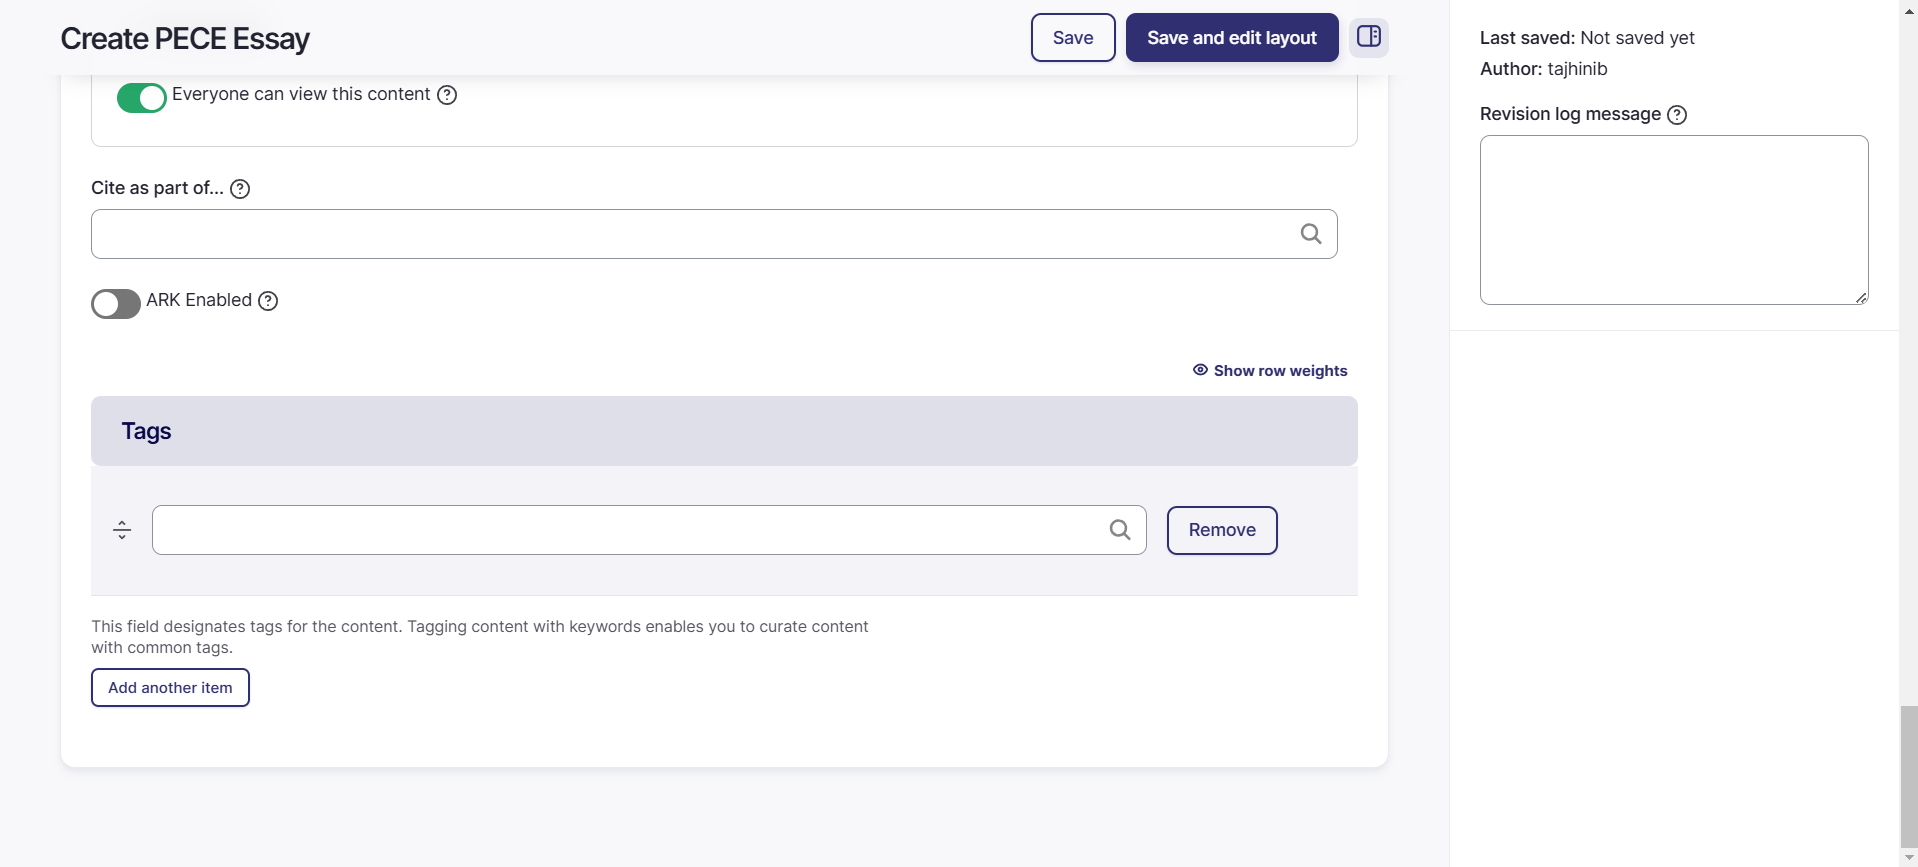 Create PECE Essay
Save
Save and edit layout
Everyone can view this content ?
Cite as part of... ?
ARK Enabled ?
Show row weights
Tags
Remove
This field designates tags for the content. Tagging content with keywords enables you to curate content
with common tags.
Add another item
Last saved: Not saved yet
Author: tajhinib
Revision log message ?